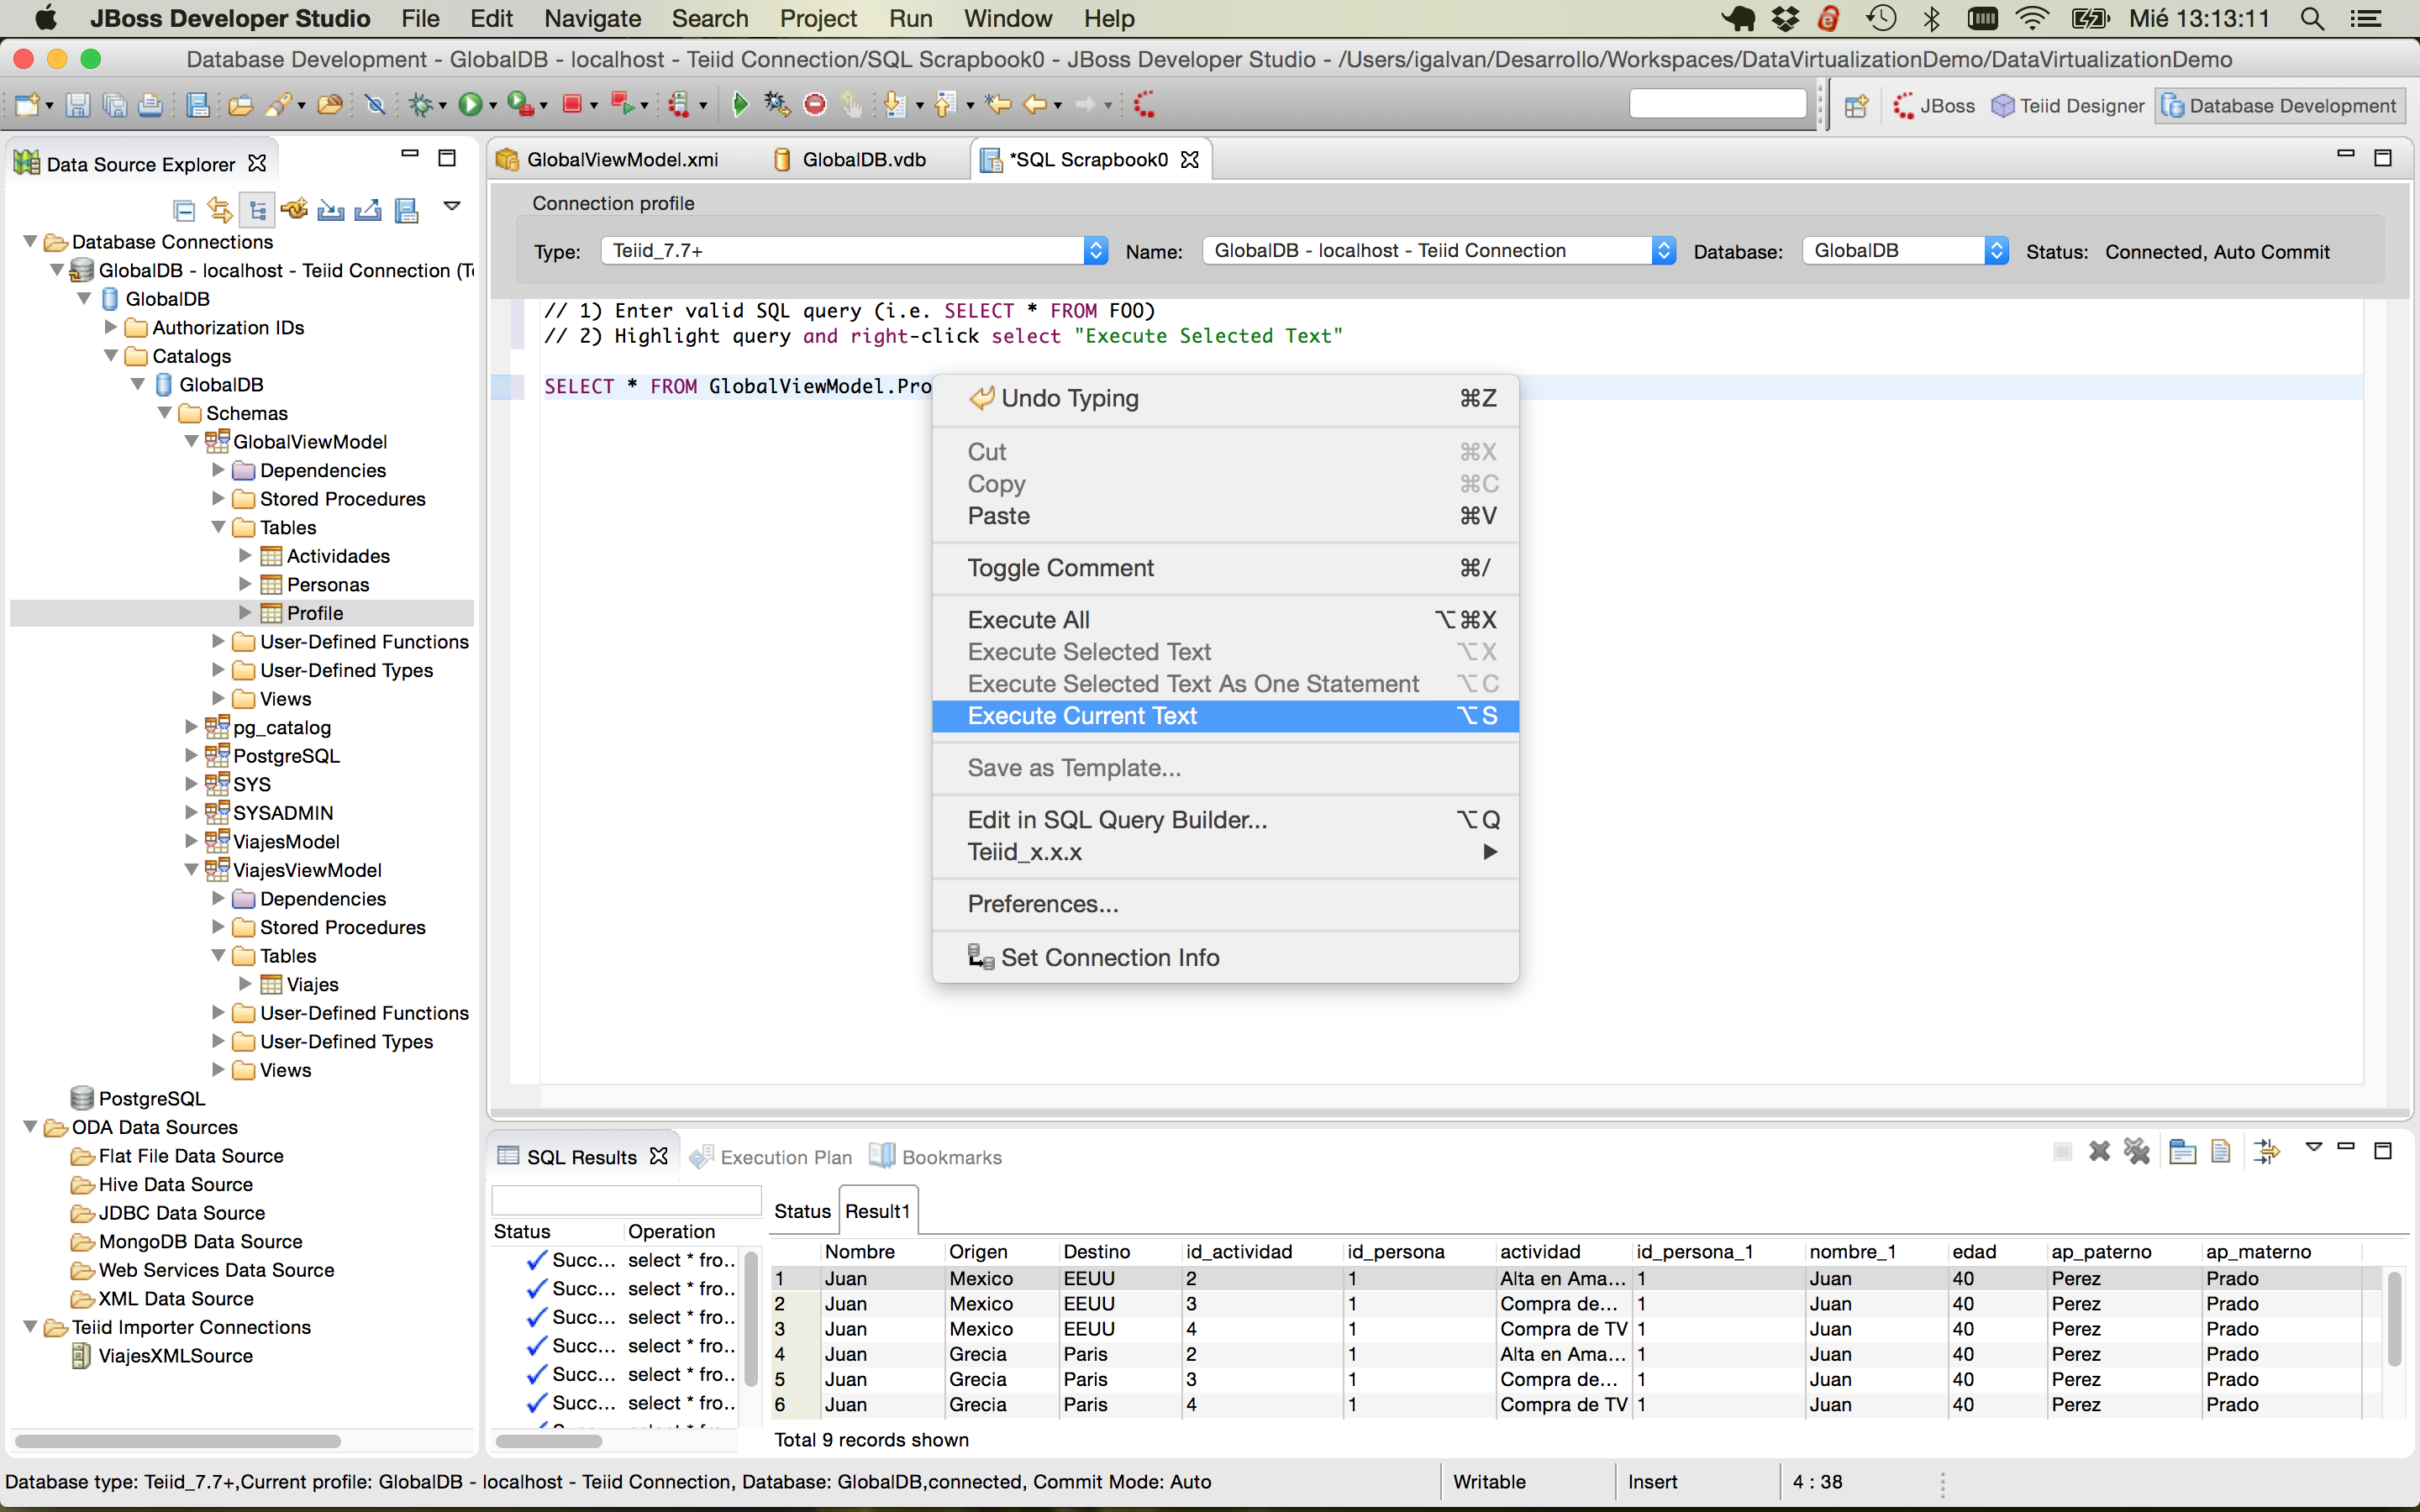 JBoss Developer Studio File Edit Navigate Search Project Run Window Help Mié 13:13:11
Database Development - GlobalDB - localhost - Teiid Connection/SQL Scrapbook0 - JBoss Developer Studio - /Users/igalvan/Desarrollo/Workspaces/DataVirtualizationDemo/DataVirtualizationDemo
JBoss Teiid Designer Database Development
Data Source Explorer
Database Connections
GlobalDB - localhost - Teiid Connection (Te
GlobalDB
Authorization IDs
Catalogs
GlobalDB
Schemas
GlobalViewModel
Dependencies
Stored Procedures
Tables
Actividades
Personas
Profile
User-Defined Functions
User-Defined Types
Views
pg_catalog
PostgreSQL
SYS
SYSADMIN
ViajesModel
ViajesViewModel
Dependencies
Stored Procedures
Tables
Viajes
User-Defined Functions
User-Defined Types
Views
PostgreSQL
ODA Data Sources
Flat File Data Source
Hive Data Source
JDBC Data Source
MongoDB Data Source
Web Services Data Source
XML Data Source
Teiid Importer Connections
ViajesXMLSource
GlobalViewModel.xmi GlobalDB.vdb *SQL Scrapbook0
Connection profile
Type: Teiid_7.7+ Name: GlobalDB - localhost - Teiid Connection Database: GlobalDB Status: Connected, Auto Commit
// 1) Enter valid SQL query (i.e. SELECT * FROM FOO)
// 2) Highlight query and right-click select "Execute Selected Text"
SELECT * FROM GlobalViewModel.Pro
Undo Typing ⌘Z
Cut ⌘X
Copy ⌘C
Paste ⌘V
Toggle Comment ⌘/
Execute All ⌥⌘X
Execute Selected Text ⌥X
Execute Selected Text As One Statement ⌥C
Execute Current Text ⌥S
Save as Template...
Edit in SQL Query Builder... ⌥Q
Teiid_x.x.x
Preferences...
Set Connection Info
SQL Results Execution Plan Bookmarks
Status Operation
Succ... select * fro..
Succ... select * fro..
Succ... select * fro..
Succ... select * fro..
Succ... select * fro..
Succ... select * fro..
Status Result1
Nombre Origen Destino id_actividad id_persona actividad id_persona_1 nombre_1 edad ap_paterno ap_materno
1 Juan Mexico EEUU 2 1 Alta en Ama... 1 Juan 40 Perez Prado
2 Juan Mexico EEUU 3 1 Compra de... 1 Juan 40 Perez Prado
3 Juan Mexico EEUU 4 1 Compra de TV 1 Juan 40 Perez Prado
4 Juan Grecia Paris 2 1 Alta en Ama... 1 Juan 40 Perez Prado
5 Juan Grecia Paris 3 1 Compra de... 1 Juan 40 Perez Prado
6 Juan Grecia Paris 4 1 Compra de TV 1 Juan 40 Perez Prado
Total 9 records shown
Database type: Teiid_7.7+,Current profile: GlobalDB - localhost - Teiid Connection, Database: GlobalDB,connected, Commit Mode: Auto Writable Insert 4 : 38